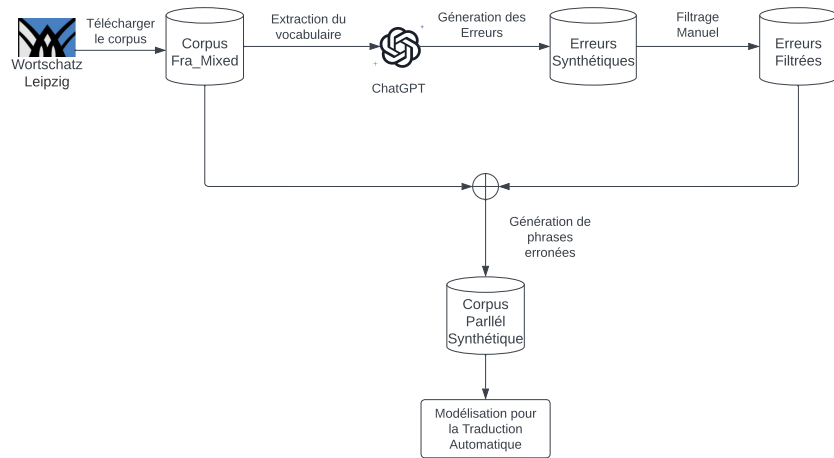 Télécharger
le corpus
Wortschatz
Leipzig
Corpus
Fra_Mixed
Extraction du
vocabulaire
ChatGPT
Géneration des
Erreurs
Erreurs
Synthétiques
Filtrage
Manuel
Erreurs
Filtrées
Génération de
phrases
erronées
Corpus
Parllél
Synthétique
Modélisation pour
la Traduction
Automatique